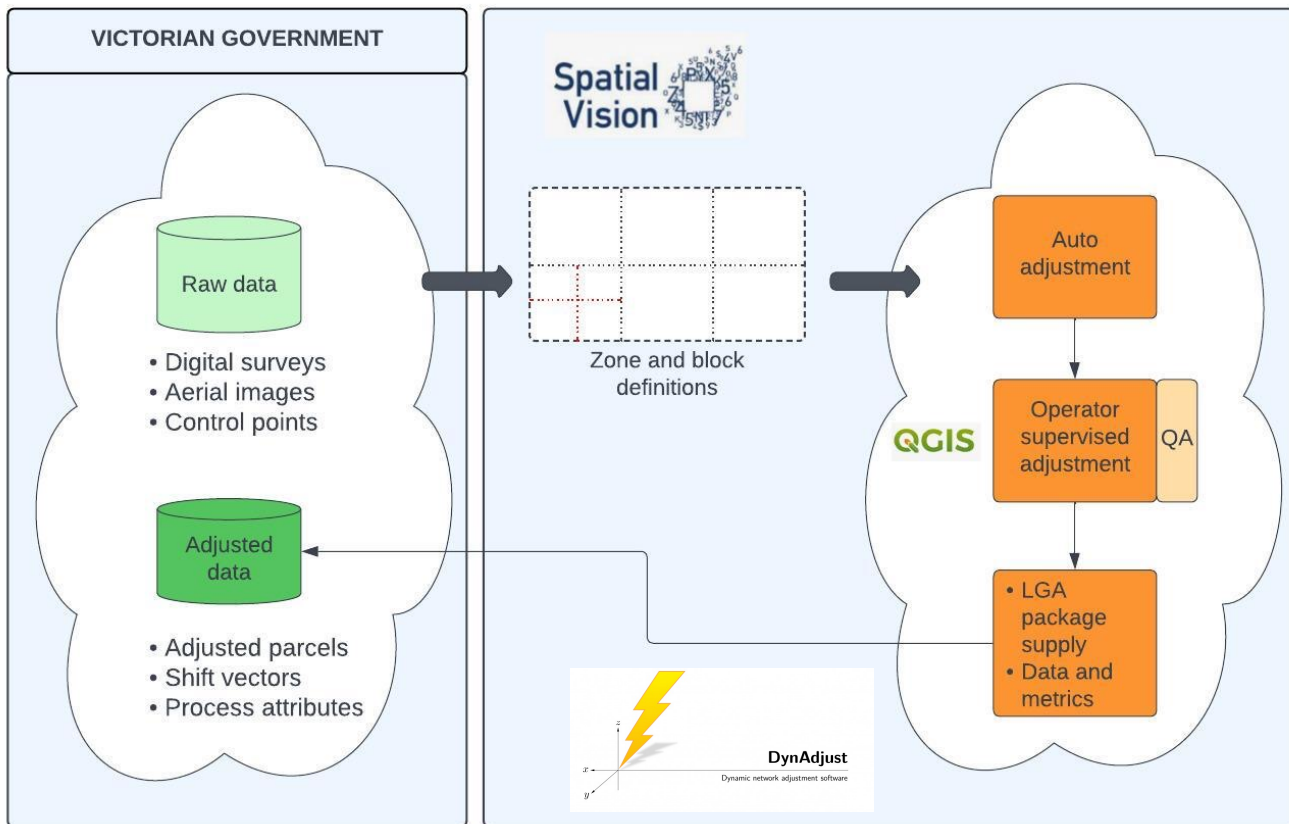 VICTORIAN GOVERNMENT
Raw data
• Digital surveys
• Aerial images
• Control points
Adjusted
data
• Adjusted parcels
• Shift vectors
• Process attributes
Spatial
Vision
Zone and block
definitions
Auto
adjustment
QGIS
Operator
supervised
adjustment
QA
• LGA
package
supply
• Data and
metrics
z
x
y
DynAdjust
Dynamic network adjustment software